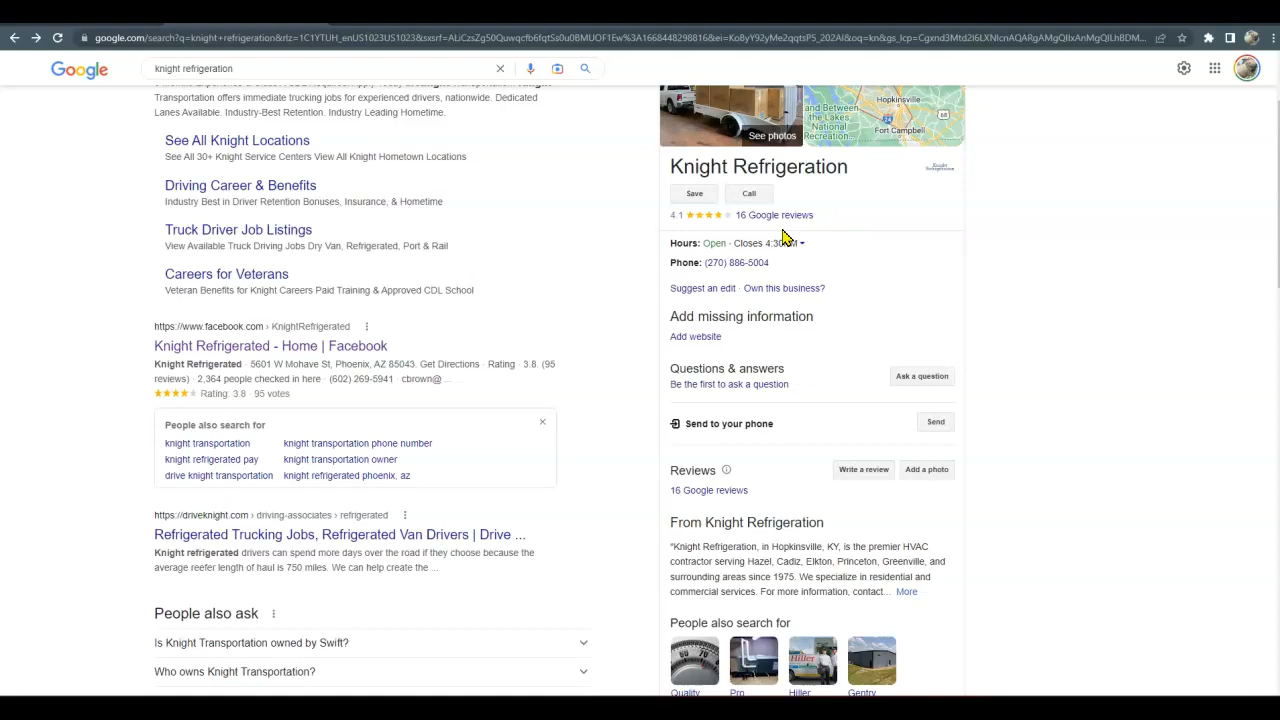 google.com/search?q=knight+refrigeration&rlz=1C1YTUH_enUS1023US1023&sxsrf=
Google
knight refrigeration
Transportation offers immediate trucking jobs for experienced drivers, nationwide. Dedicated
Lanes Available. Industry-Best Retention. Industry Leading Hometime.
See All Knight Locations
See All 30+ Knight Service Centers View All Knight Hometown Locations
Driving Career & Benefits
Industry Best in Driver Retention Bonuses, Insurance, & Hometime
Truck Driver Job Listings
View Available Truck Driving Jobs Dry Van, Refrigerated, Port & Rail
Careers for Veterans
Veteran Benefits for Knight Careers Paid Training & Approved CDL School
https://www.facebook.com › KnightRefrigerated
Knight Refrigerated - Home | Facebook
Knight Refrigerated · 5601 W Mohave St, Phoenix, AZ 85043. Get Directions · Rating · 3.8. (95
reviews) · 2,364 people checked in here · (602) 269-5941 · cbrown@ ...
Rating: 3.8 · 95 votes
People also search for
knight transportation
knight transportation phone number
knight refrigerated pay
knight transportation owner
drive knight transportation
knight refrigerated phoenix, az
https://driveknight.com › driving-associates › refrigerated
Refrigerated Trucking Jobs, Refrigerated Van Drivers | Drive ...
Knight refrigerated drivers can spend more days over the road if they choose because the
average reefer length of haul is 750 miles. We can help create the ...
People also ask
Is Knight Transportation owned by Swift?
Who owns Knight Transportation?
See photos
and Between
the Lakes
National
Recreation...
Hopkinsville
24
68
Fort Campbell
Knight Refrigeration
Knight
Refrigeration
Save
Call
4.1
16 Google reviews
Hours: Open · Closes 4:30 M
Phone: (270) 886-5004
Suggest an edit · Own this business?
Add missing information
Add website
Questions & answers
Be the first to ask a question
Ask a question
Send to your phone
Send
Reviews
Write a review
Add a photo
16 Google reviews
From Knight Refrigeration
"Knight Refrigeration, in Hopkinsville, KY, is the premier HVAC
contractor serving Hazel, Cadiz, Elkton, Princeton, Greenville, and
surrounding areas since 1975. We specialize in residential and
commercial services. For more information, contact... More
People also search for
60
70
Hiller
Quality
Pro
Hiller
Gentry